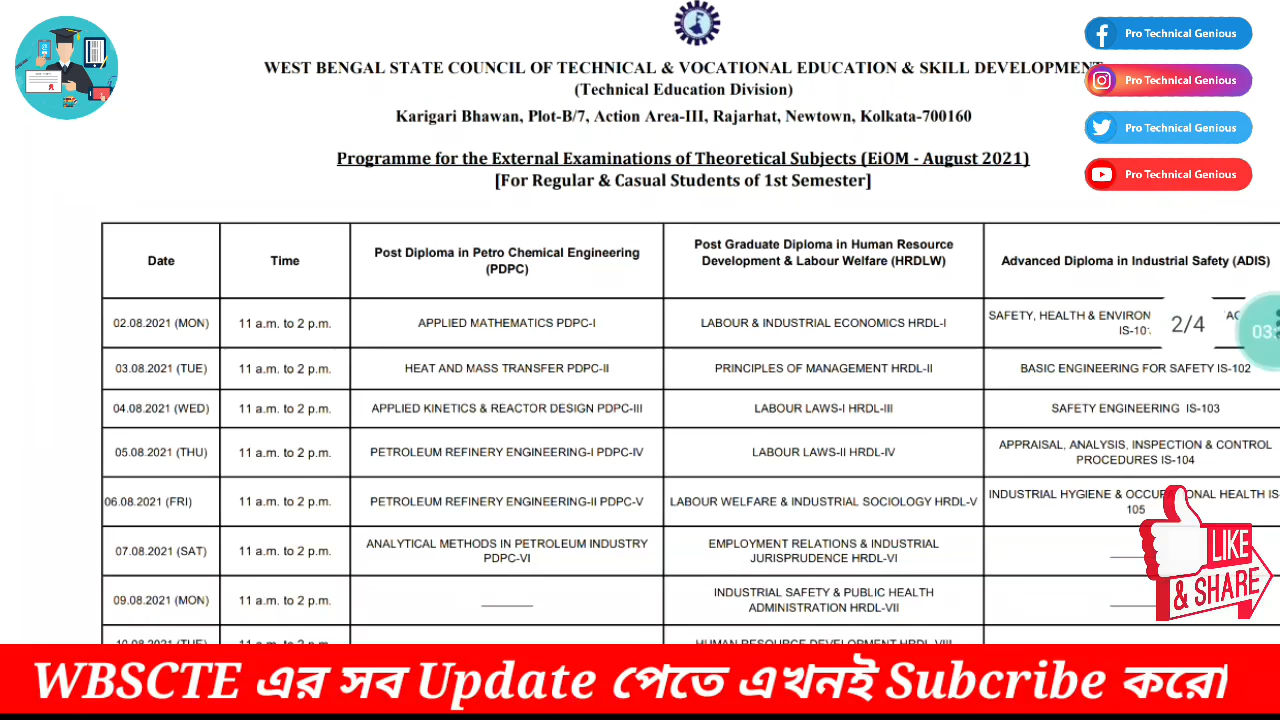 WEST BENGAL STATE COUNCIL OF TECHNICAL & VOCATIONAL EDUCATION & SKILL DEVELOPMENT
(Technical Education Division)
Karigari Bhawan, Plot-B/7, Action Area-III, Rajarhat, Newtown, Kolkata-700160
Programme for the External Examinations of Theoretical Subjects (EiOM - August 2021)
[For Regular & Casual Students of 1st Semester]
Pro Technical Genious
Pro Technical Genious
Pro Technical Genious
Pro Technical Genious
Date Time Post Diploma in Petro Chemical Engineering (PDPC) Post Graduate Diploma in Human Resource Development & Labour Welfare (HRDLW) Advanced Diploma in Industrial Safety (ADIS)
02.08.2021 (MON) 11 a.m. to 2 p.m. APPLIED MATHEMATICS PDPC-I LABOUR & INDUSTRIAL ECONOMICS HRDL-I SAFETY, HEALTH &
2/4
03:
03.08.2021 (TUE) 11 a.m. to 2 p.m. HEAT AND MASS TRANSFER PDPC-II PRINCIPLES OF MANAGEMENT HRDL-II BASIC ENGINEERING FOR SAFETY IS-102
04.08.2021 (WED) 11 a.m. to 2 p.m. APPLIED KINETICS & REACTOR DESIGN PDPC-III LABOUR LAWS-I HRDL-III SAFETY ENGINEERING IS-103
05.08.2021 (THU) 11 a.m. to 2 p.m. PETROLEUM REFINERY ENGINEERING-I PDPC-IV LABOUR LAWS-II HRDL-IV APPRAISAL, ANALYSIS, INSPECTION & CONTROL PROCEDURES IS-104
06.08.2021 (FRI) 11 a.m. to 2 p.m. PETROLEUM REFINERY ENGINEERING-II PDPC-V LABOUR WELFARE & INDUSTRIAL SOCIOLOGY HRDL-V INDUSTRIAL HYGIENE & HEALTH IS-105
07.08.2021 (SAT) 11 a.m. to 2 p.m. ANALYTICAL METHODS IN PETROLEUM INDUSTRY PDPC-VI EMPLOYMENT RELATIONS & INDUSTRIAL JURISPRUDENCE HRDL-VI
09.08.2021 (MON) 11 a.m. to 2 p.m. INDUSTRIAL SAFETY & PUBLIC HEALTH ADMINISTRATION HRDL-VII
LIKE
& SHARE
WBSCTE এর সব Update পেতে এখনই Subcribe করো